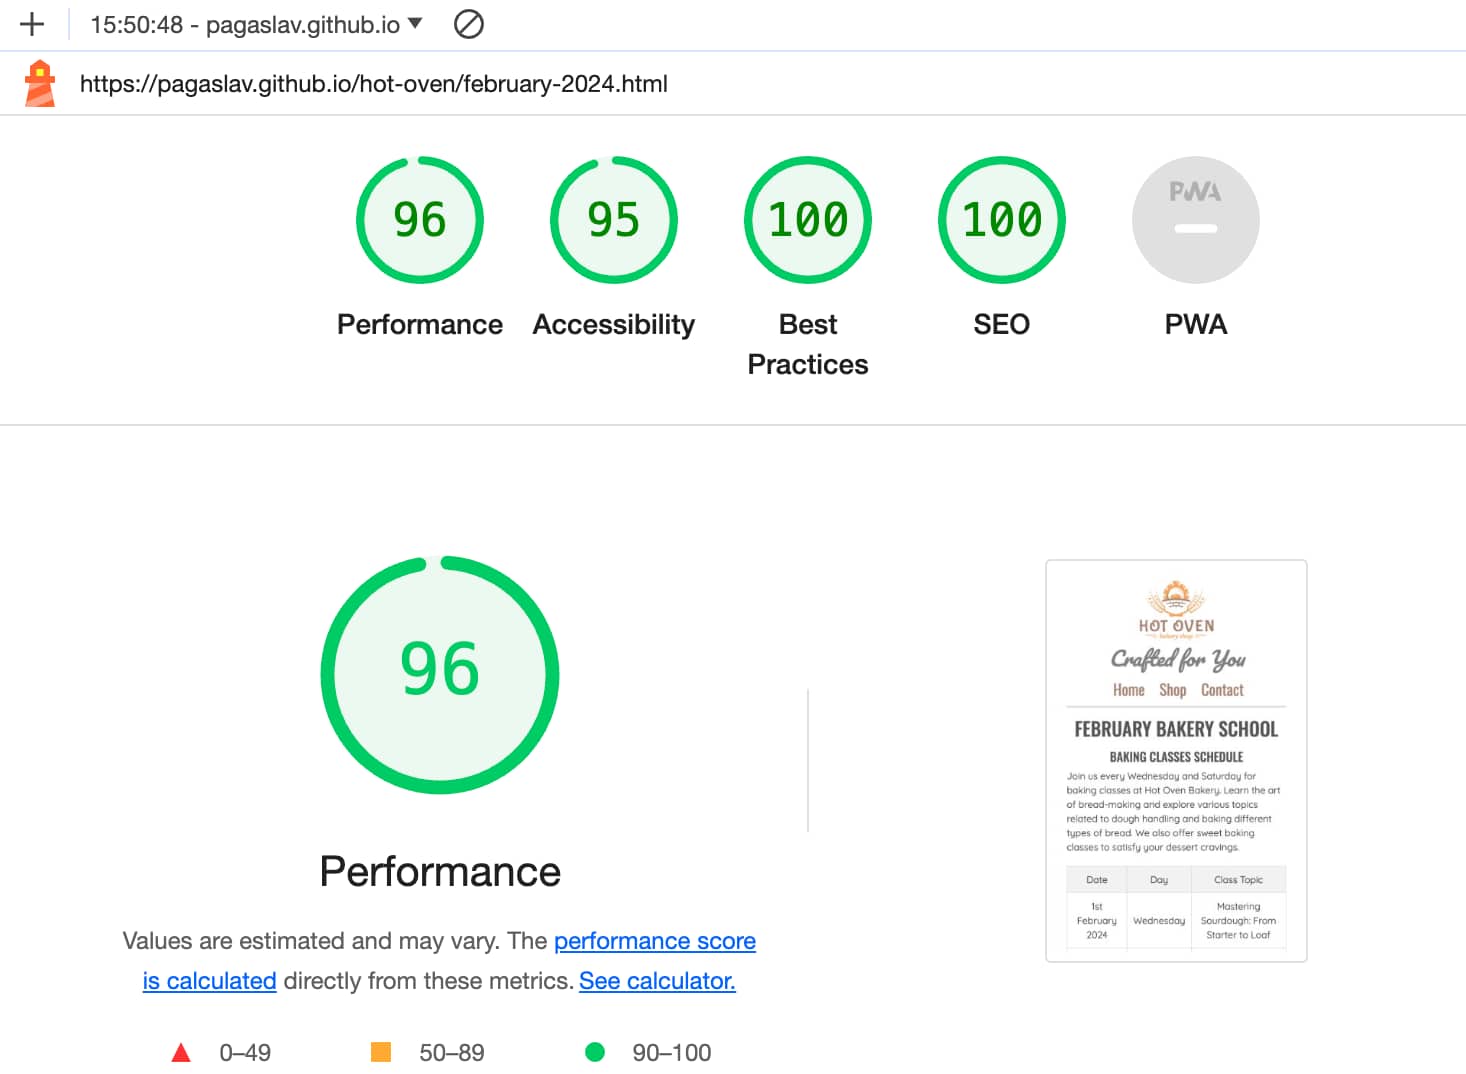 15:50:48 - pagaslav.github.io
https://pagaslav.github.io/hot-oven/february-2024.html
96
95
100
100
PWA
Performance
Accessibility
Best
Practices
SEO
PWA
96
Performance
Values are estimated and may vary. The performance score
is calculated directly from these metrics. See calculator.
0–49
50–89
90–100
HOT OVEN
bakery shop
Crafted for You
Home Shop Contact
FEBRUARY BAKERY SCHOOL
BAKING CLASSES SCHEDULE
Join us every Wednesday and Saturday for
baking classes at Hot Oven Bakery. Learn the art
of bread-making and explore various topics
related to dough handling and baking different
types of bread. We also offer sweet baking
classes to satisfy your dessert cravings.
Date Day Class Topic
1st
February
2024
Wednesday
Mastering
Sourdough: From
Starter to Loaf